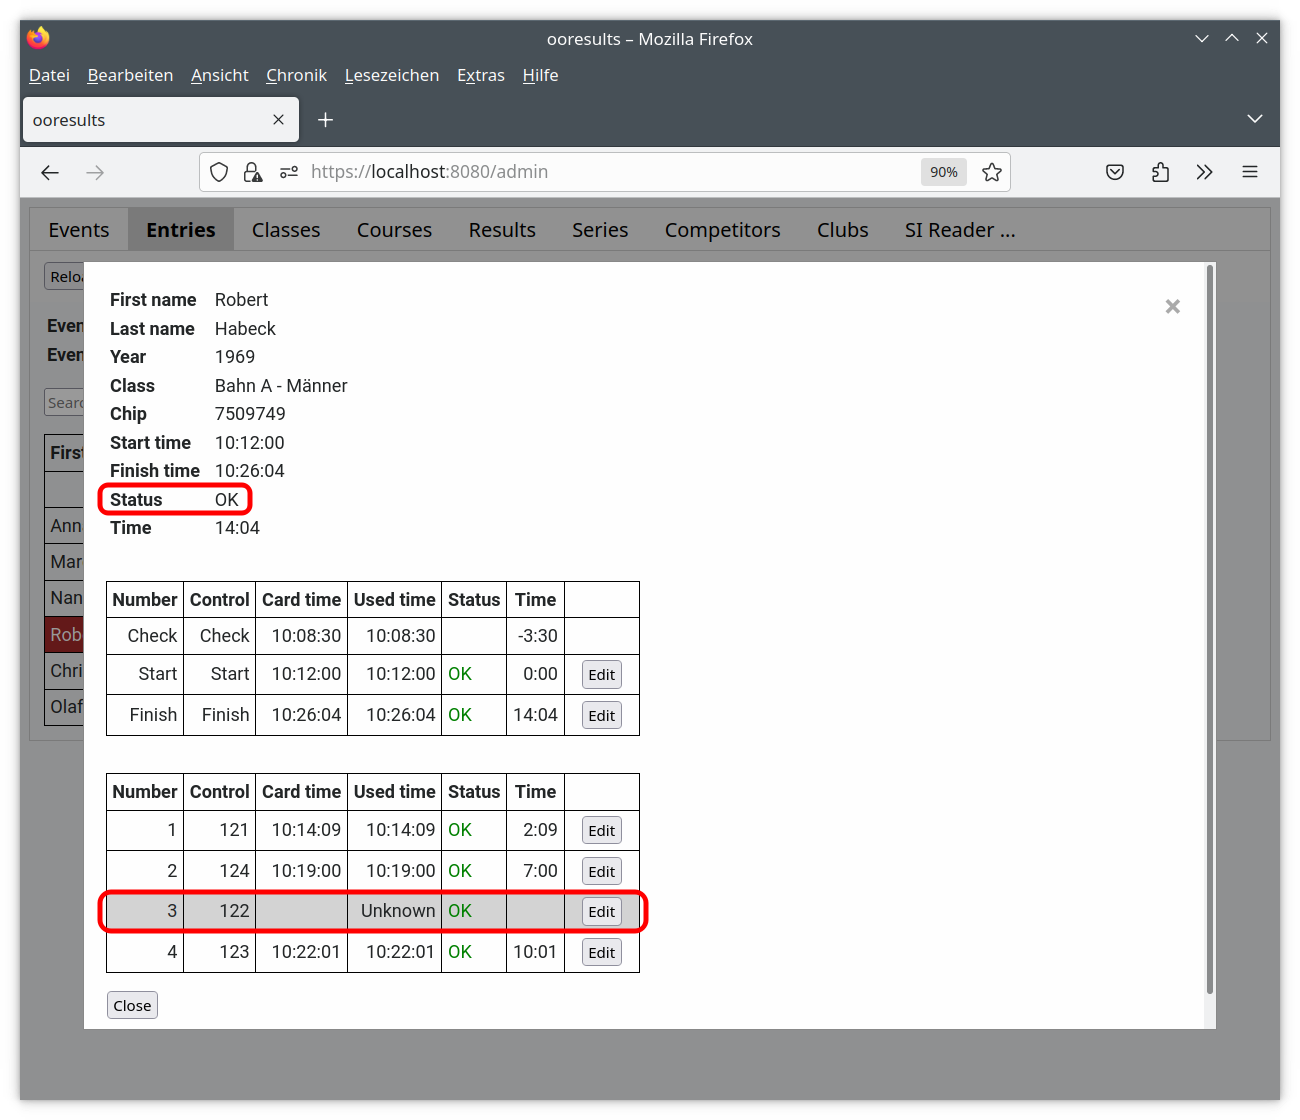 ooresults – Mozilla Firefox
Datei Bearbeiten Ansicht Chronik Lesezeichen Extras Hilfe
ooresults
https://localhost:8080/admin 90%
Events Entries Classes Courses Results Series Competitors Clubs SI Reader ...
Reloa
First name Robert
Last name Habeck
Even
Year 1969
Even
Class Bahn A - Männer
Searc
Chip 7509749
Start time 10:12:00
First
Finish time 10:26:04
Status OK
Time 14:04
Ann
Mar
Nan
Rob
Chri
Olaf
Number Control Card time Used time Status Time
Check Check 10:08:30 10:08:30 -3:30
Start Start 10:12:00 10:12:00 OK 0:00 Edit
Finish Finish 10:26:04 10:26:04 OK 14:04 Edit
Number Control Card time Used time Status Time
1 121 10:14:09 10:14:09 OK 2:09 Edit
2 124 10:19:00 10:19:00 OK 7:00 Edit
3 122 Unknown OK Edit
4 123 10:22:01 10:22:01 OK 10:01 Edit
Close